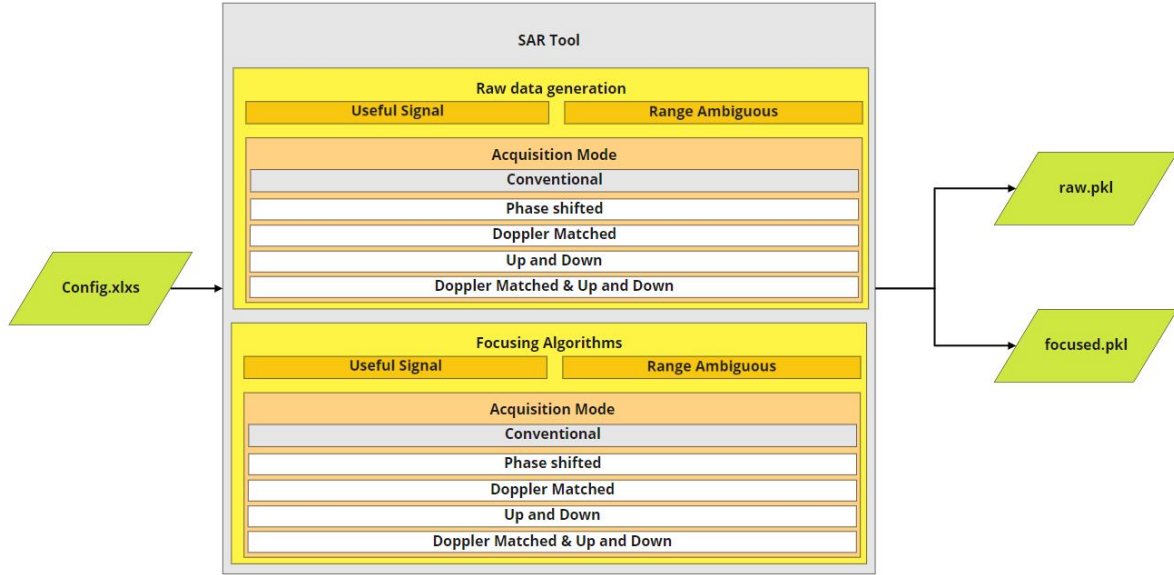 SAR Tool
Raw data generation
Useful Signal
Range Ambiguous
Acquisition Mode
Conventional
Phase shifted
Doppler Matched
Up and Down
Doppler Matched & Up and Down
Config.xlxs
Focusing Algorithms
Useful Signal
Range Ambiguous
Acquisition Mode
Conventional
Phase shifted
Doppler Matched
Up and Down
Doppler Matched & Up and Down
raw.pkl
focused.pkl